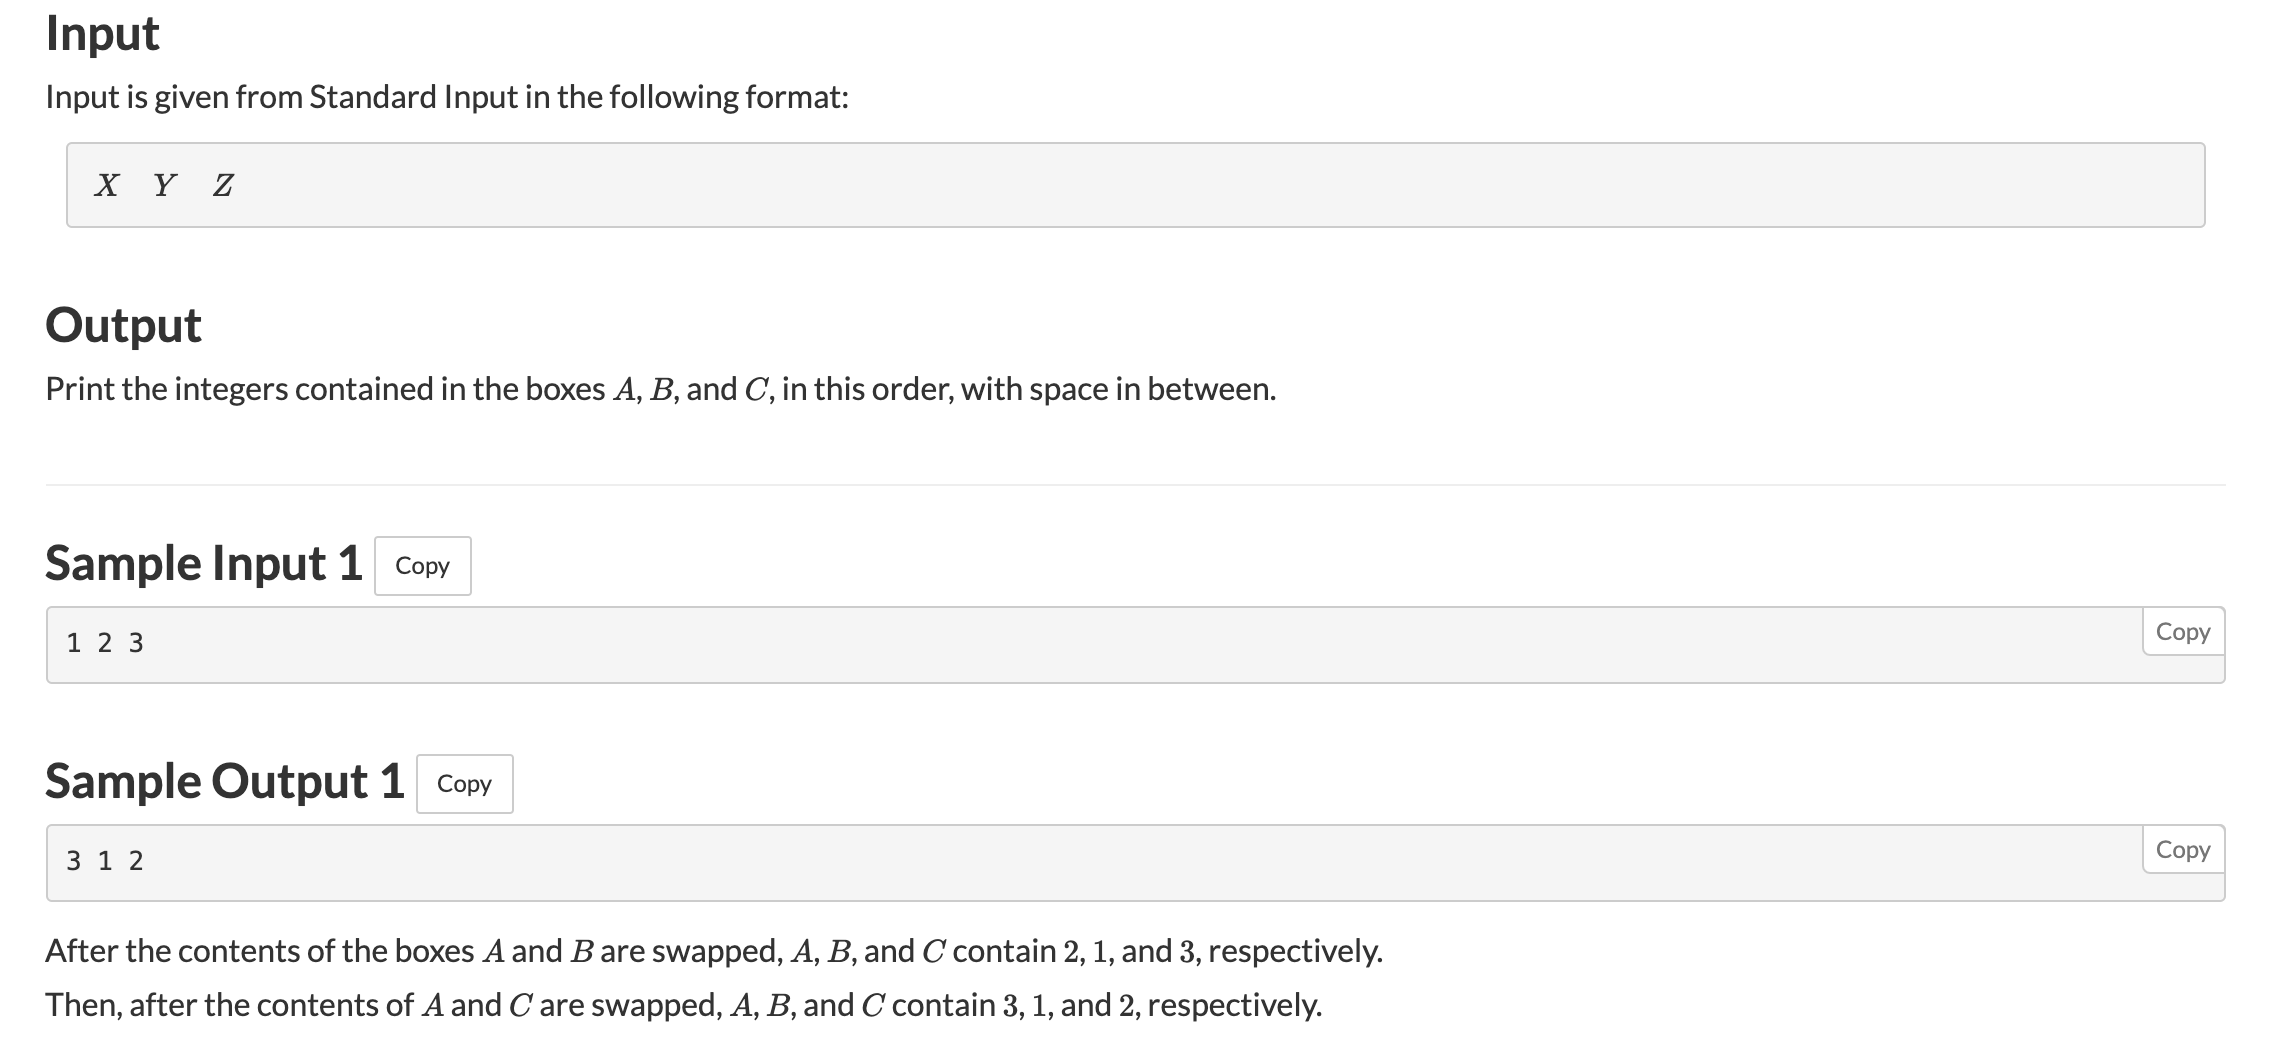 Input
Input is given from Standard Input in the following format:
X Y Z
Output
Print the integers contained in the boxes A, B, and C, in this order, with space in between.
Sample Input 1 Copy
1 2 3
Copy
Sample Output 1 Copy
3 1 2
Copy
After the contents of the boxes A and B are swapped, A, B, and C contain 2, 1, and 3, respectively.
Then, after the contents of A and C are swapped, A, B, and C contain 3, 1, and 2, respectively.